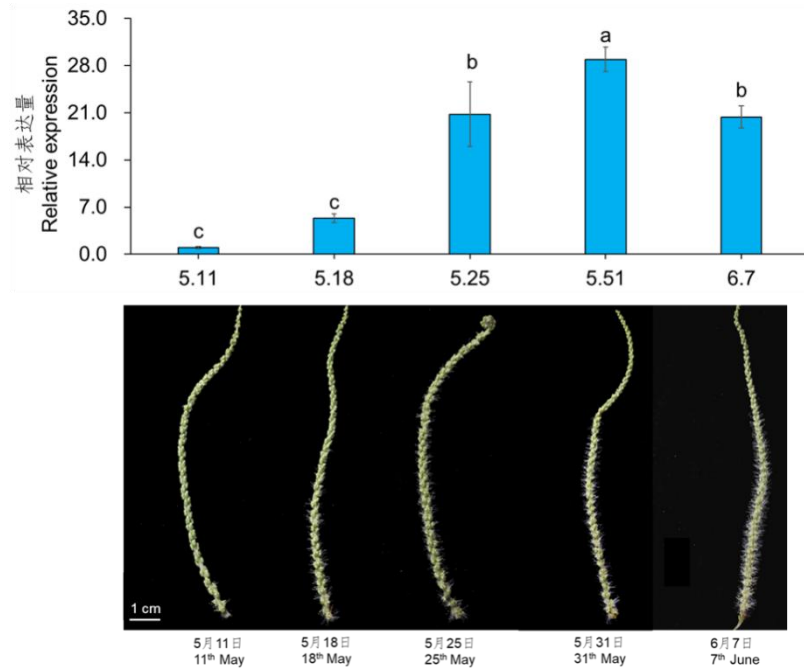 35.0
28.0
21.0
14.0
7.0
0.0
相对表达量
Relative expression
c
c
b
a
b
5.11
5.18
5.25
5.51
6.7
1 cm
5月11日
11th May
5月18日
18th May
5月25日
25th May
5月31日
31th May
6月7日
7th June